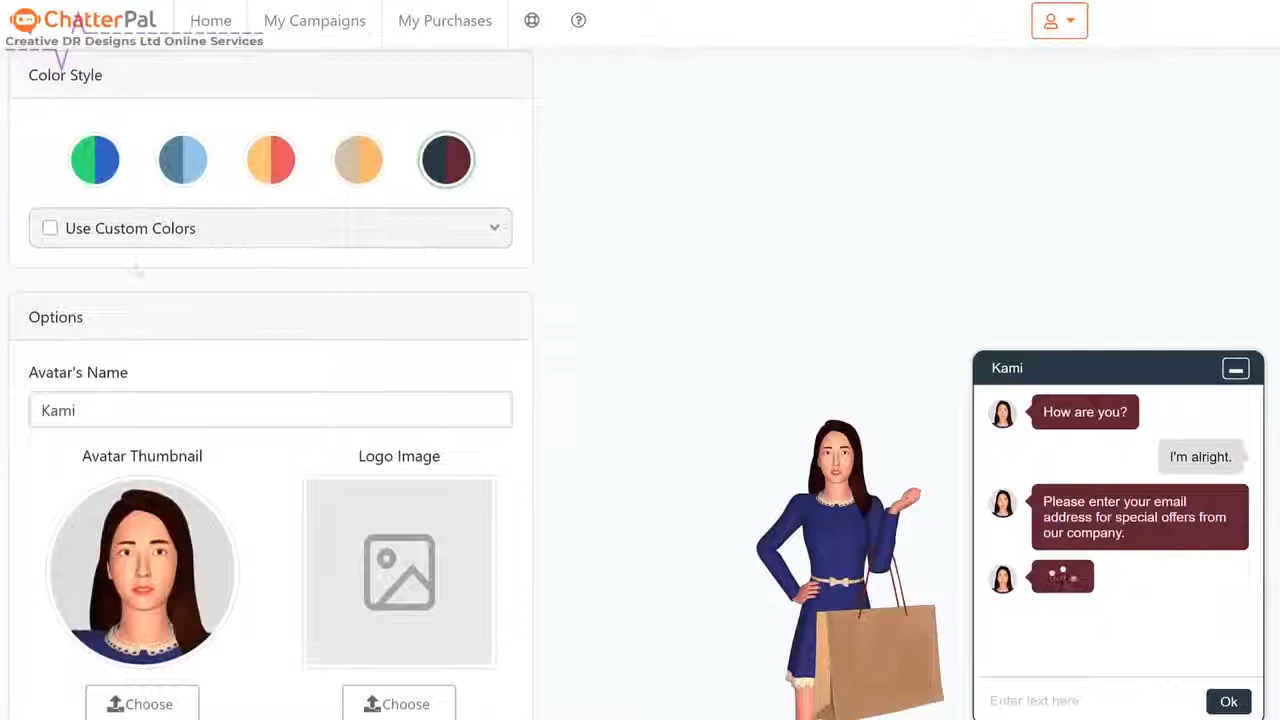 ChatterPal
Home
My Campaigns
My Purchases
Creative DR Designs Ltd Online Services
Color Style
Use Custom Colors
Options
Avatar's Name
Kami
Avatar Thumbnail
Logo Image
Choose
Choose
Kami
How are you?
I'm alright.
Please enter your email
address for special offers from
our company.
Enter text here
Ok